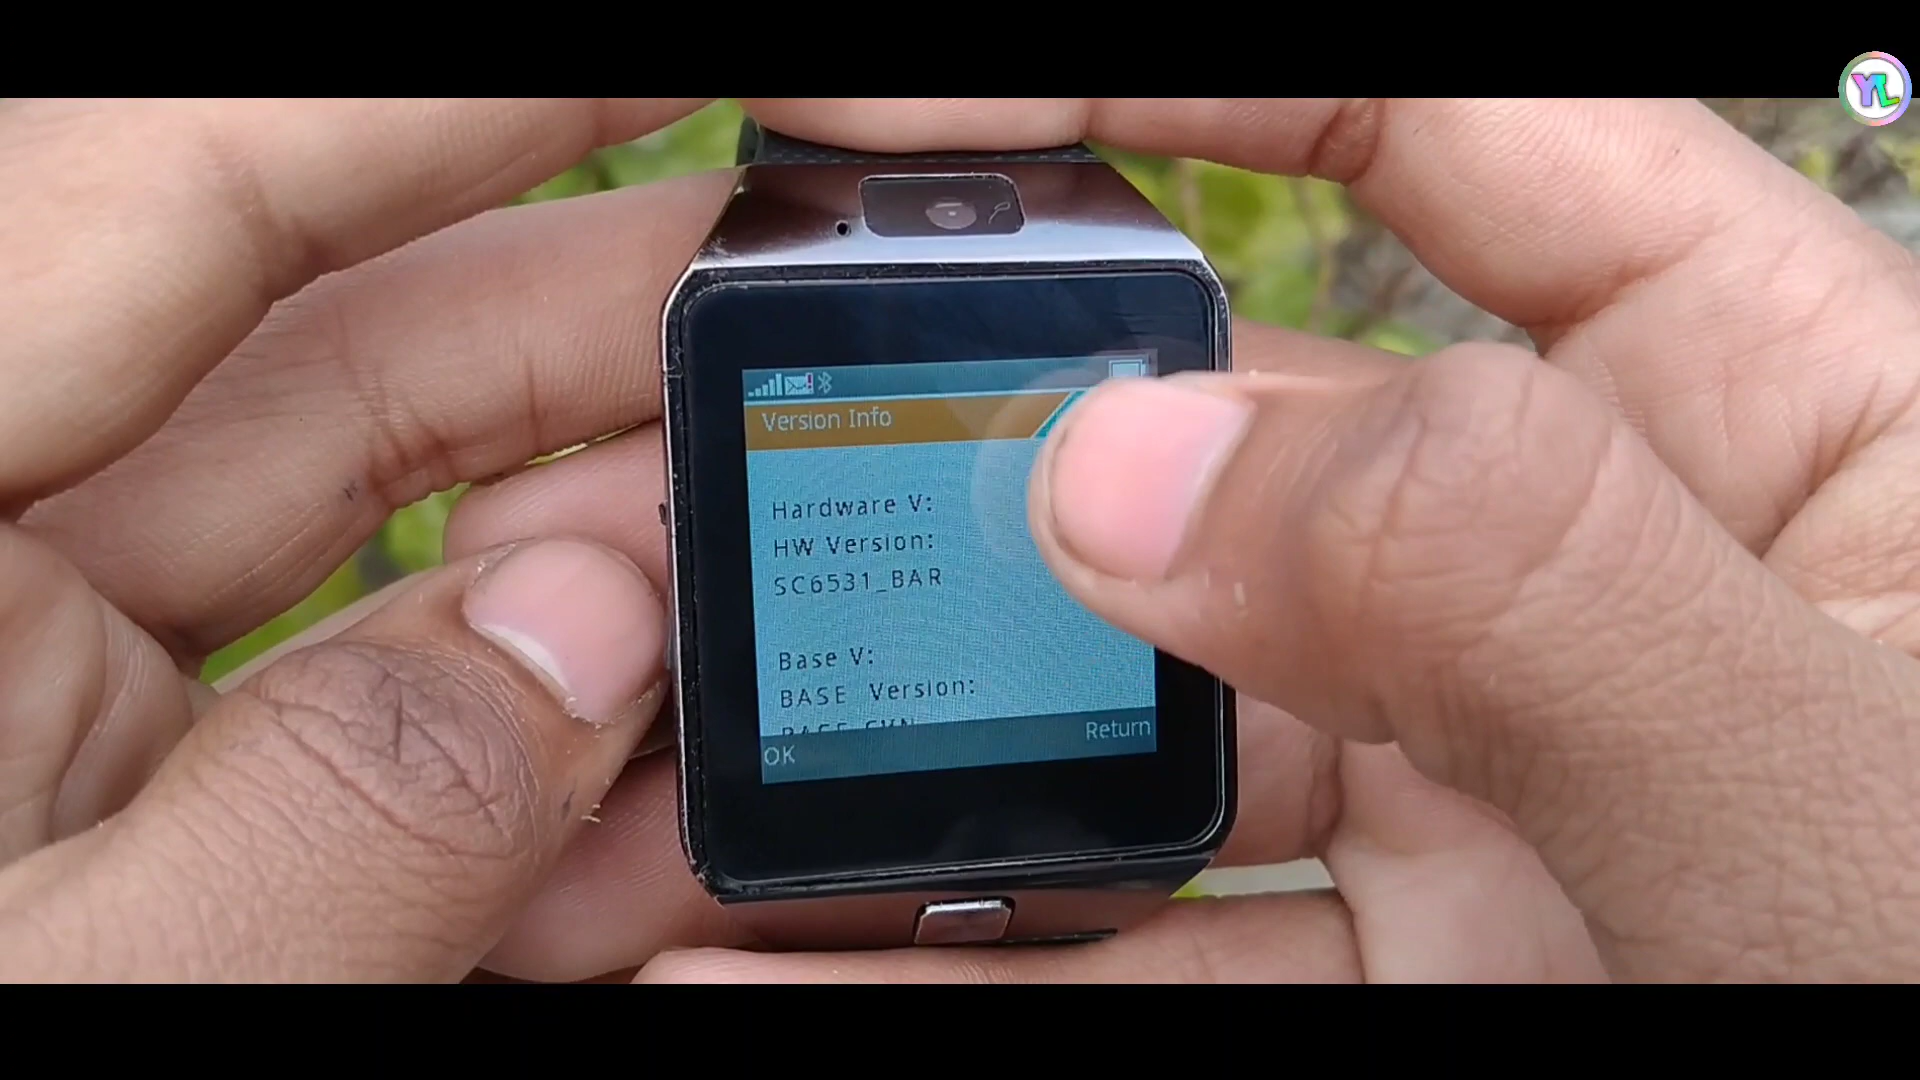 YL
Version Info
Hardware V:
HW Version:
SC6531_BAR
Base V:
BASE Version:
Return
OK